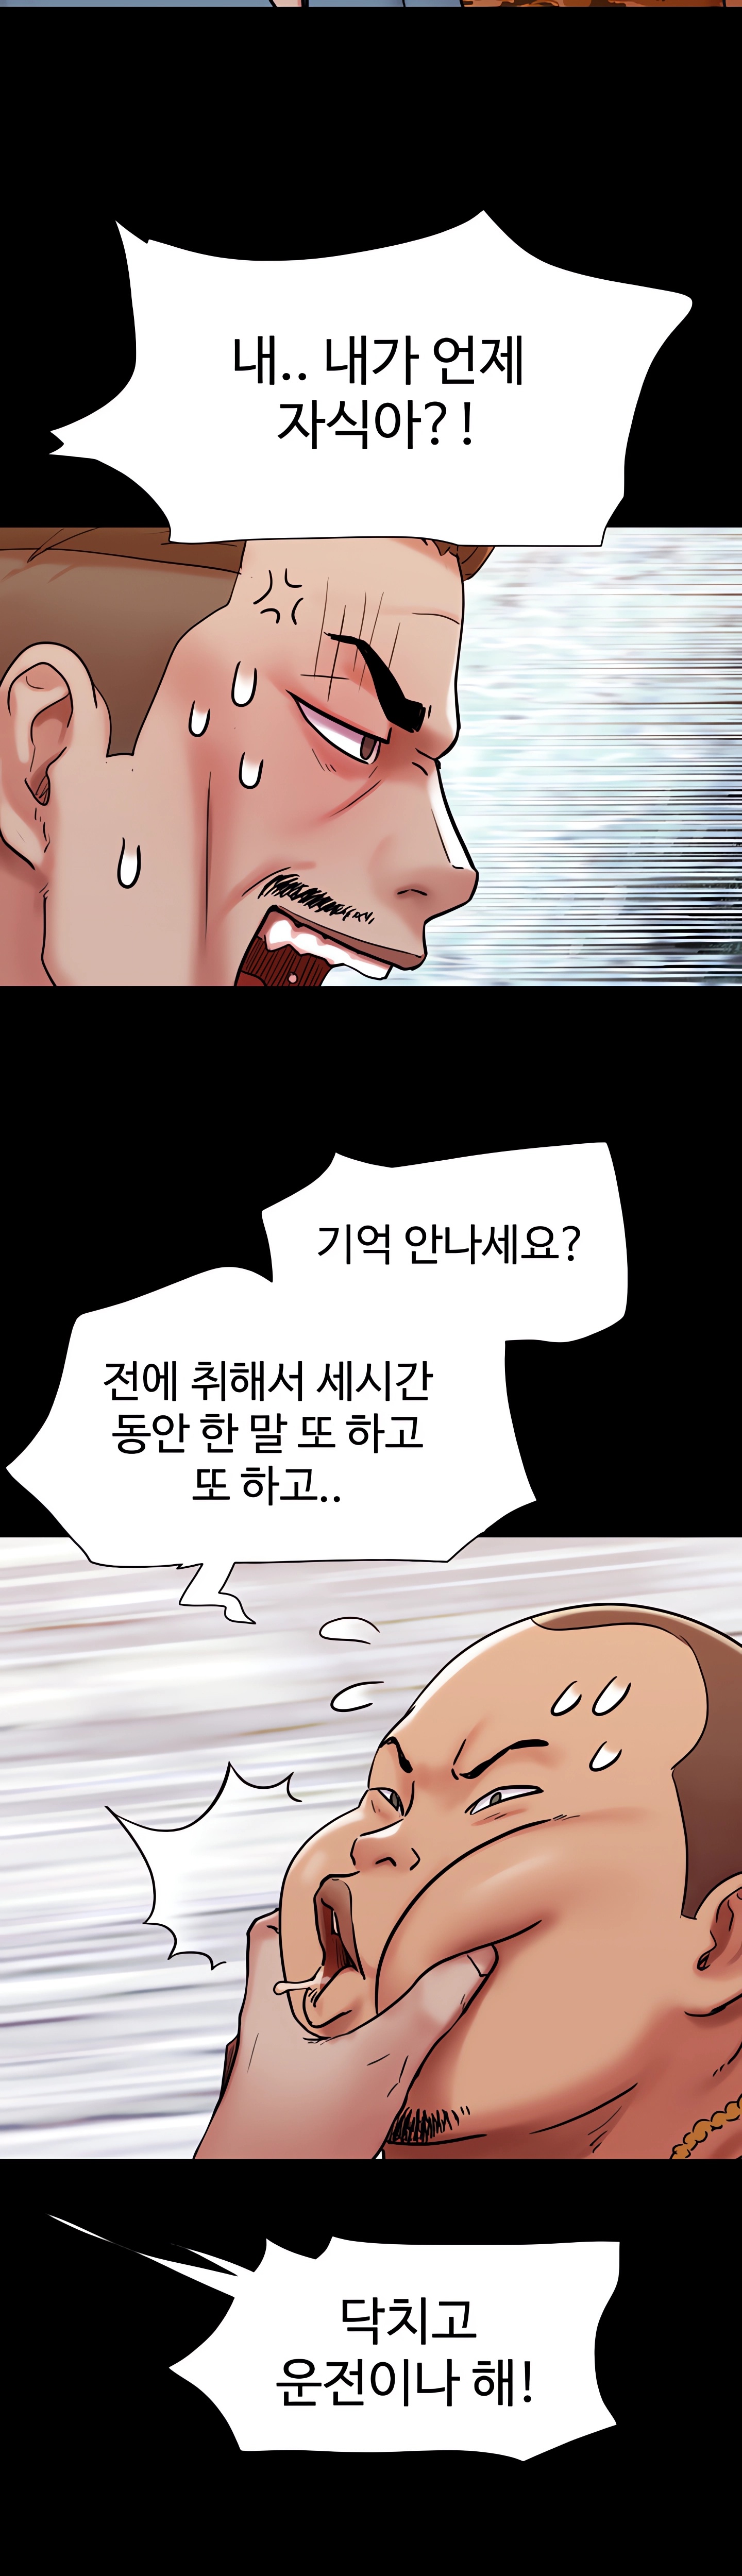 내.. 내가 언제
자식아?!
기억 안나세요?
전에 취해서 세시간
동안 한 말 또 하고
또 하고..
닥치고
운전이나 해!